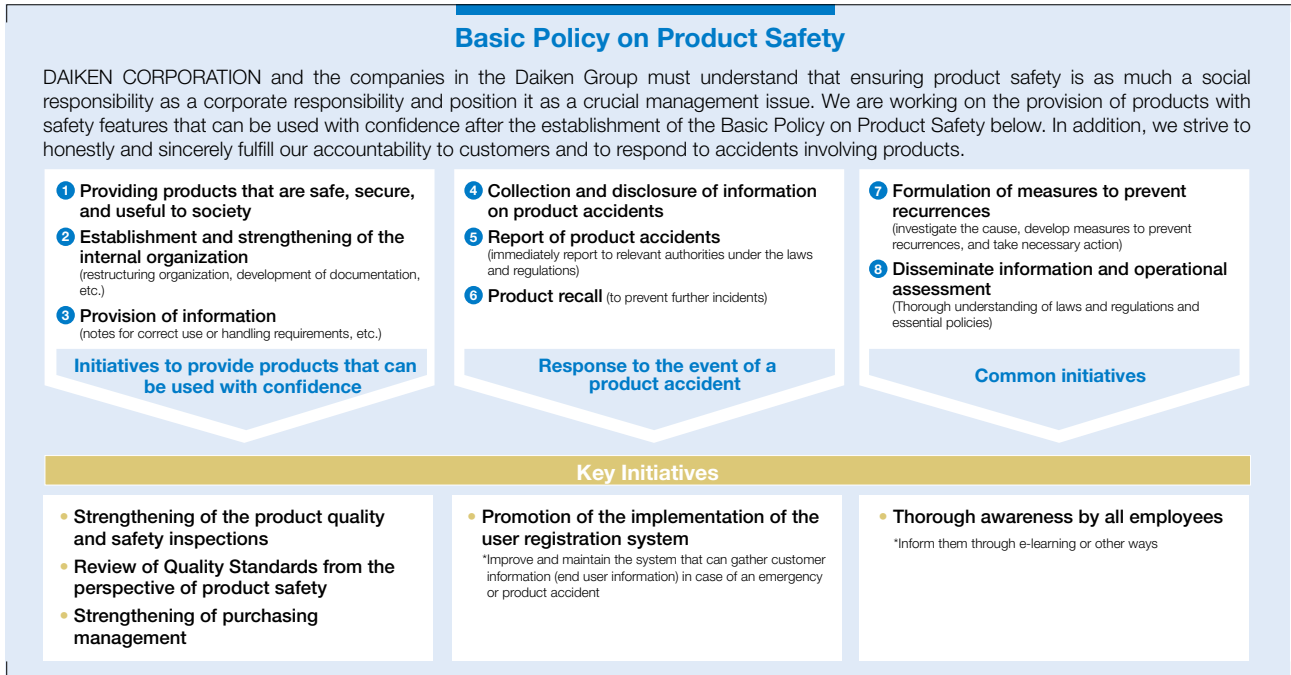 Basic Policy on Product Safety
DAIKEN CORPORATION and the companies in the Daiken Group must understand that ensuring product safety is as much a social
responsibility as a corporate responsibility and position it as a crucial management issue. We are working on the provision of products with
safety features that can be used with confidence after the establishment of the Basic Policy on Product Safety below. In addition, we strive to
honestly and sincerely fulfill our accountability to customers and to respond to accidents involving products.
1 Providing products that are safe, secure,
and useful to society
2 Establishment and strengthening of the
internal organization
(restructuring organization, development of documentation,
etc.)
3 Provision of information
(notes for correct use or handling requirements, etc.)
Initiatives to provide products that can
be used with confidence
4 Collection and disclosure of information
on product accidents
5 Report of product accidents
(immediately report to relevant authorities under the laws
and regulations)
6 Product recall (to prevent further incidents)
Response to the event of a
product accident
7 Formulation of measures to prevent
recurrences
(investigate the cause, develop measures to prevent
recurrences, and take necessary action)
8 Disseminate information and operational
assessment
(Thorough understanding of laws and regulations and
essential policies)
Common initiatives
Key Initiatives
• Strengthening of the product quality
and safety inspections
• Review of Quality Standards from the
perspective of product safety
• Strengthening of purchasing
management
• Promotion of the implementation of the
user registration system
*Improve and maintain the system that can gather customer
information (end user information) in case of an emergency
or product accident
• Thorough awareness by all employees
*Inform them through e-learning or other ways